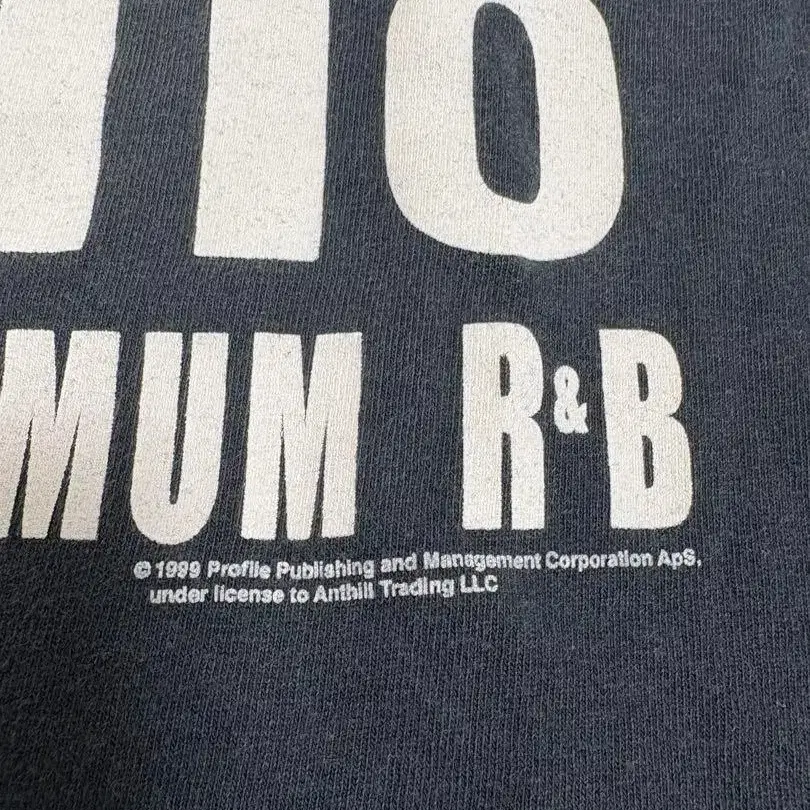 MUM R&B
© 1999 Profile Publishing and Management Corporation ApS,
under license to Anthill Trading LLC